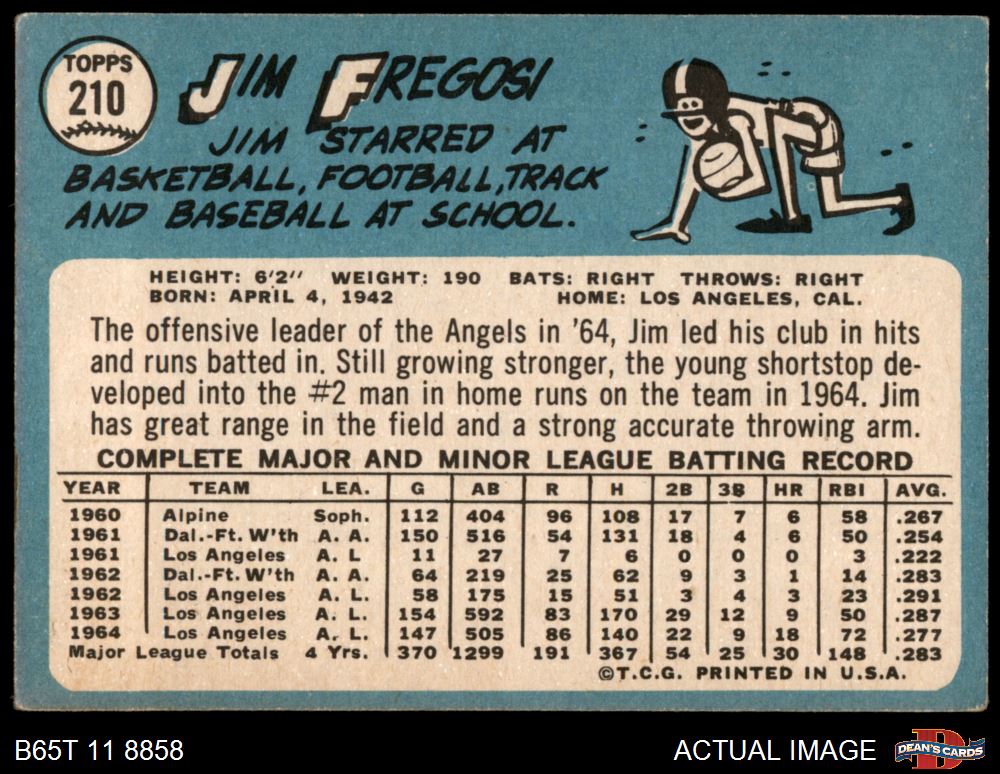 TOPPS
210
JIM FREGOSI
JIM STARRED AT
BASKETBALL, FOOTBALL, TRACK
AND BASEBALL AT SCHOOL.
HEIGHT: 6'2" WEIGHT: 190 BATS: RIGHT THROWS: RIGHT
BORN: APRIL 4, 1942 HOME: LOS ANGELES, CAL.
The offensive leader of the Angels in '64, Jim led his club in hits
and runs batted in. Still growing stronger, the young shortstop de-
veloped into the #2 man in home runs on the team in 1964. Jim
has great range in the field and a strong accurate throwing arm.
COMPLETE MAJOR AND MINOR LEAGUE BATTING RECORD
YEAR TEAM LEA. G AB R H 2B 3B HR RBI AVG.
1960 Alpine Soph. 112 404 96 108 17 7 6 58 .267
1961 Dal.-Ft. W'th A. A. 150 516 54 131 18 4 6 50 .254
1961 Los Angeles A. L 11 27 7 6 0 0 0 3 .222
1962 Dal.-Ft. W'th A. A. 64 219 25 62 9 3 1 14 .283
1962 Los Angeles A. L. 58 175 15 51 3 4 3 23 .291
1963 Los Angeles A. L. 154 592 83 170 29 12 9 50 .287
1964 Los Angeles A. L. 147 505 86 140 22 9 18 72 .277
Major League Totals 4 Yrs. 370 1299 191 367 54 25 30 148 .283
©T.C.G. PRINTED IN U.S.A.
B65T 11 8858 ACTUAL IMAGE DEAN'S CARDS